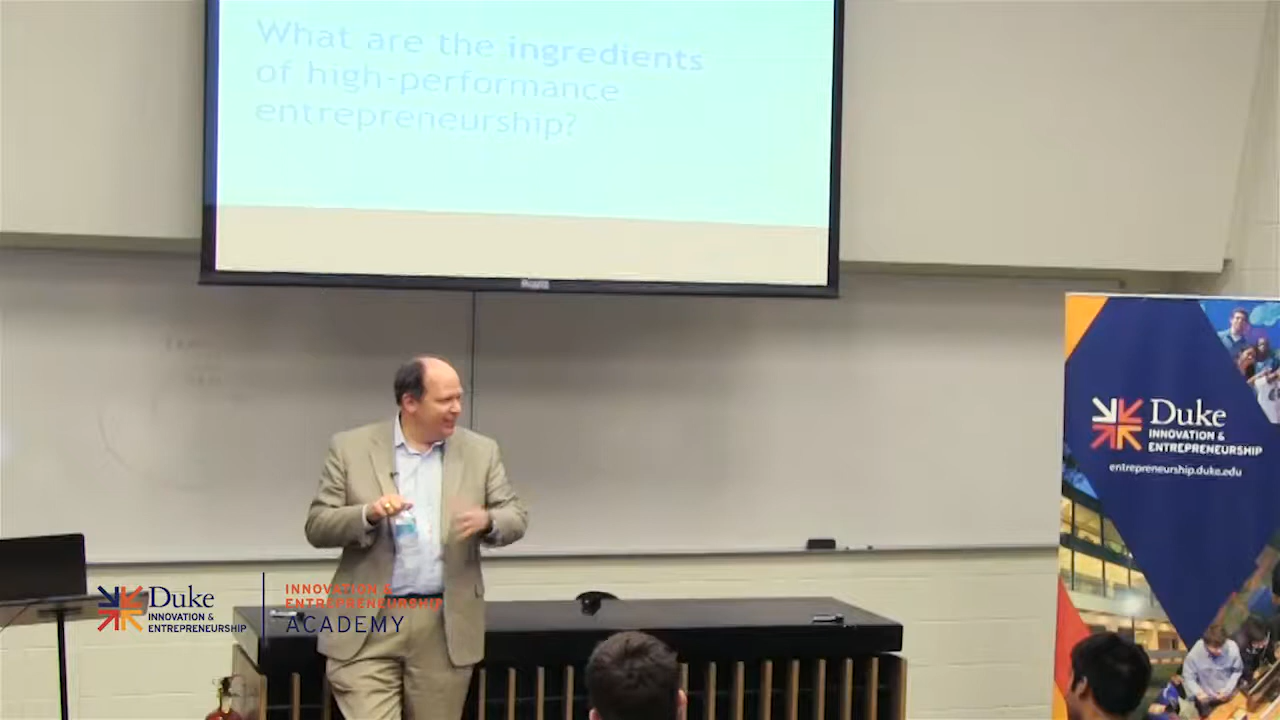 What are the ingredients
of high-performance
entrepreneurship?
Duke
INNOVATION &
ENTREPRENEURSHIP
entrepreneurship.duke.edu
Duke
INNOVATION &
ENTREPRENEURSHIP
INNOVATION &
ENTREPRENEURSHIP
ACADEMY